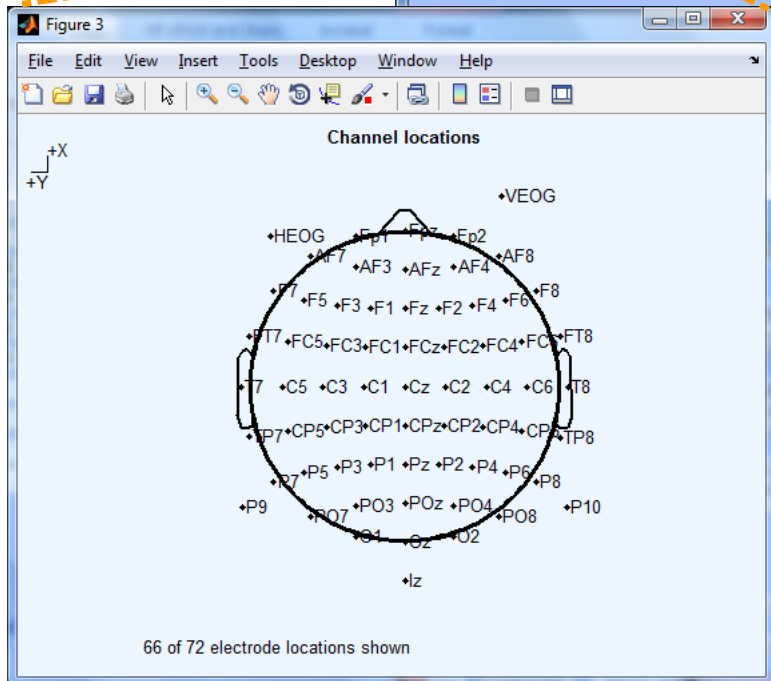 Figure 3
File Edit View Insert Tools Desktop Window Help
Channel locations
+X
+Y
VEOG
HEOG Fp1 Fpz Fp2
AF7 AF3 AFz AF4 AF8
F7 F5 F3 F1 Fz F2 F4 F6 F8
FT7 FC5 FC3 FC1 FCz FC2 FC4 FC6 FT8
T7 C5 C3 C1 Cz C2 C4 C6 T8
TP7 CP5 CP3 CP1 CPz CP2 CP4 CP6 TP8
P7 P5 P3 P1 Pz P2 P4 P6 P8
P9 PO7 PO3 POz PO4 PO8 P10
O1 Oz O2
Iz
66 of 72 electrode locations shown